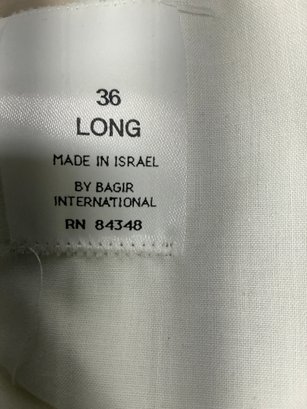 36
LONG
MADE IN ISRAEL
BY BAGIR
INTERNATIONAL
RN 84348